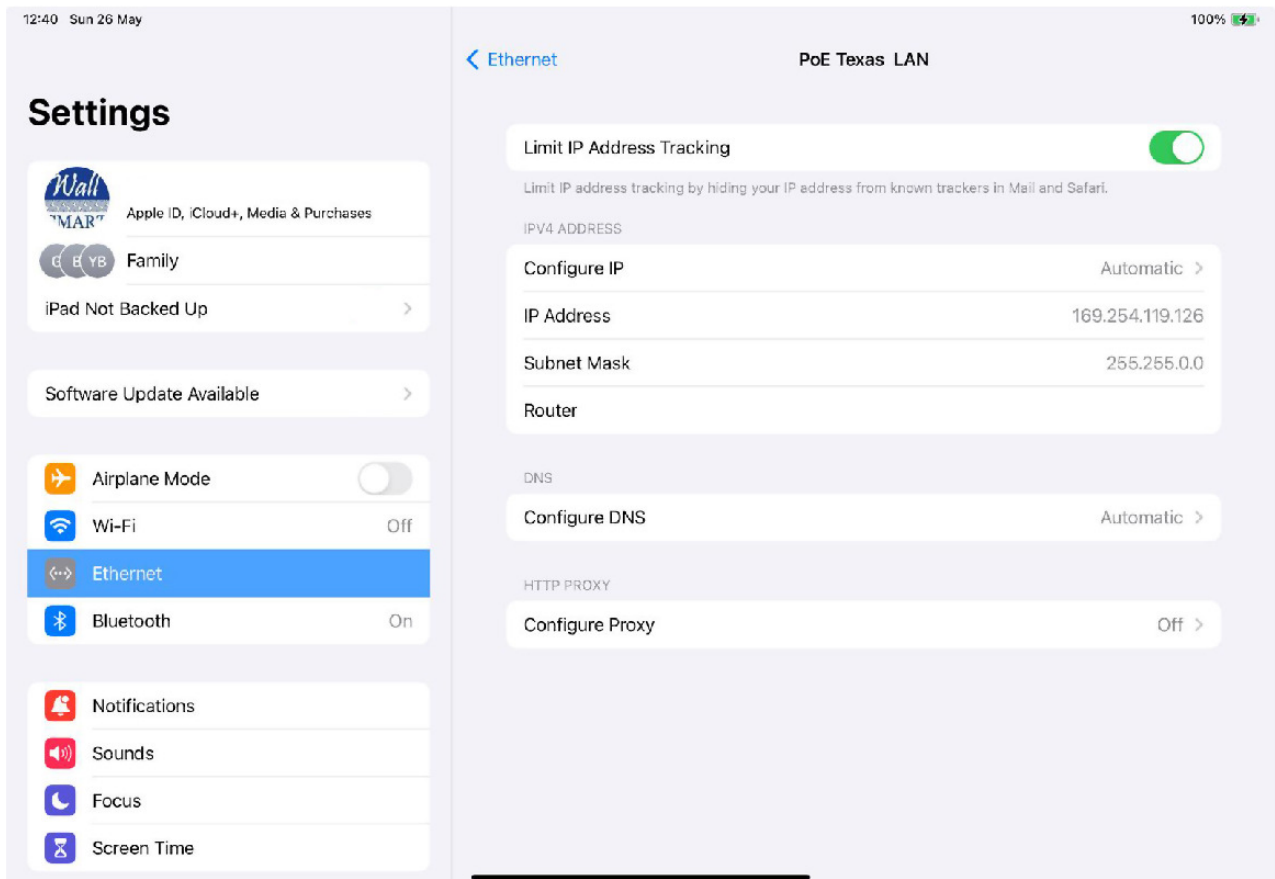 12:40 Sun 26 May
100%
Settings
Wall
SMART
Apple ID, iCloud+, Media & Purchases
G E YB Family
iPad Not Backed Up
Software Update Available
Airplane Mode
Wi-Fi Off
Ethernet
Bluetooth On
Notifications
Sounds
Focus
Screen Time
Ethernet
PoE Texas LAN
Limit IP Address Tracking
Limit IP address tracking by hiding your IP address from known trackers in Mail and Safari.
IPV4 ADDRESS
Configure IP Automatic
IP Address 169.254.119.126
Subnet Mask 255.255.0.0
Router
DNS
Configure DNS Automatic
HTTP PROXY
Configure Proxy Off